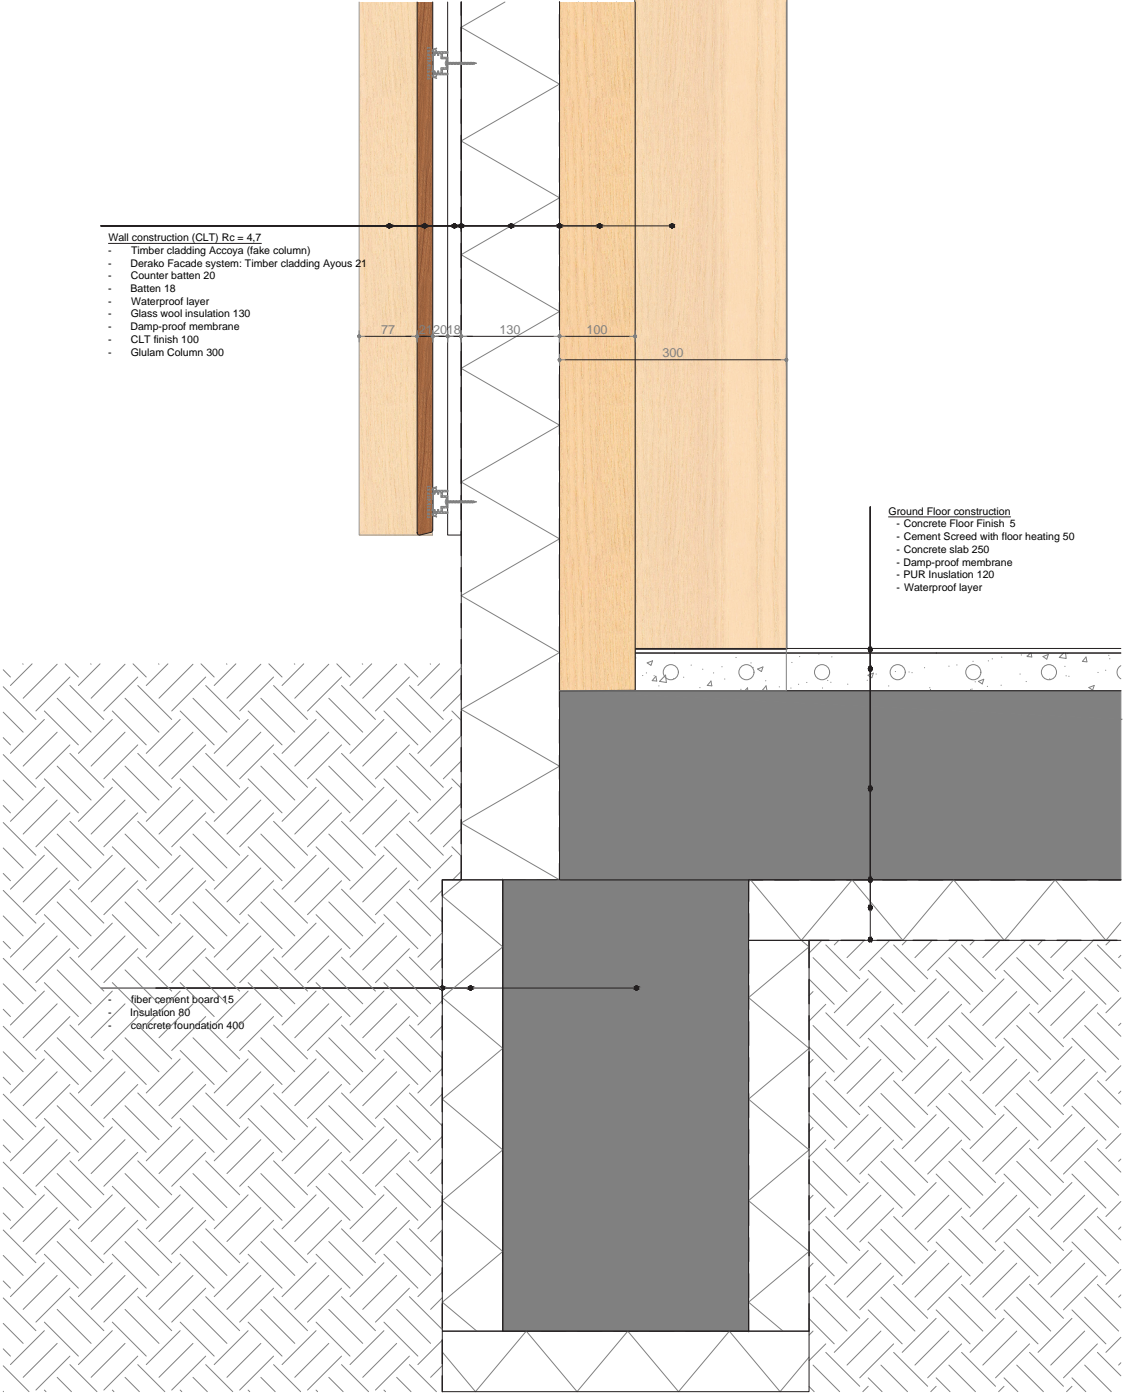 Wall construction (CLT) Rc = 4,7
- Timber cladding Accoya (fake column)
- Derako Facade system: Timber cladding Ayous 21
- Counter batten 20
- Batten 18
- Waterproof layer
- Glass wool insulation 130
- Damp-proof membrane
- CLT finish 100
- Glulam Column 300
77 20 18 130 100
300
Ground Floor construction
- Concrete Floor Finish 5
- Cement Screed with floor heating 50
- Concrete slab 250
- Damp-proof membrane
- PUR Inuslation 120
- Waterproof layer
- fiber cement board 15
- Insulation 80
- concrete foundation 400